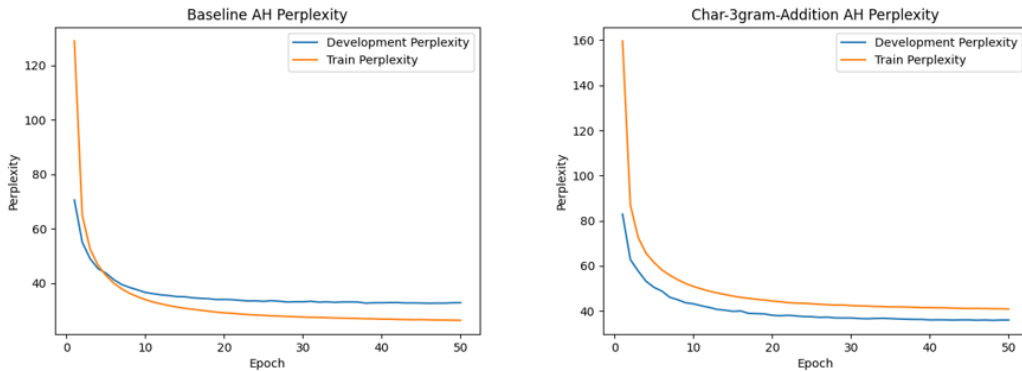 Baseline AH Perplexity
Development Perplexity
Train Perplexity
120
100
80
60
40
Perplexity
0
10
20
30
40
50
Epoch
Char-3gram-Addition AH Perplexity
Development Perplexity
Train Perplexity
160
140
120
100
80
60
40
Perplexity
0
10
20
30
40
50
Epoch